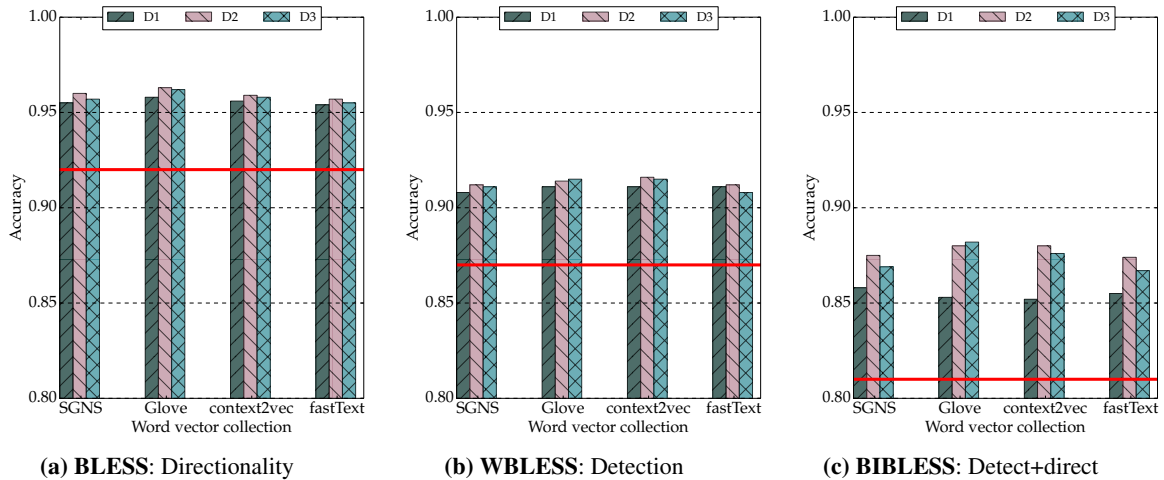 D1 D2 D3
1.00
0.95
0.90
0.85
0.80
Accuracy
SGNS Glove context2vec fastText
Word vector collection
(a) BLESS: Directionality
D1 D2 D3
1.00
0.95
0.90
0.85
0.80
Accuracy
SGNS Glove context2vec fastText
Word vector collection
(b) WBLESS: Detection
D1 D2 D3
1.00
0.95
0.90
0.85
0.80
Accuracy
SGNS Glove context2vec fastText
Word vector collection
(c) BIBLESS: Detect+direct